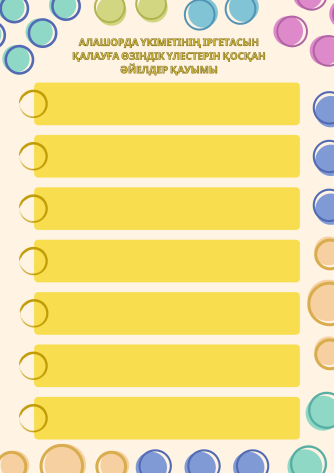 АЛАШОРДА ҮКІМЕТІНІҢ ІРГЕТАСЫН
ҚАЛАУҒА ӨЗІНДІК ҮЛЕСТЕРІН ҚОСҚАН
ӘЙЕЛДЕР ҚАУЫМЫ